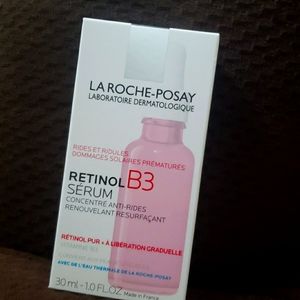 LA ROCHE-POSAY
LABORATOIRE DERMATOLOGIQUE
RIDES ET RIDULES
DOMMAGES SOLAIRES PRÉMATURÉS
RETINOL B3
SÉRUM
CONCENTRÉ ANTI-RIDES
RENOUVELANT RESURFAÇANT
RÉTINOL PUR + À LIBÉRATION GRADUELLE
VITAMINE B3
AVEC DE L'EAU THERMALE DE LA ROCHE-POSAY
30 ml - 1.0 FL.OZ Made in France